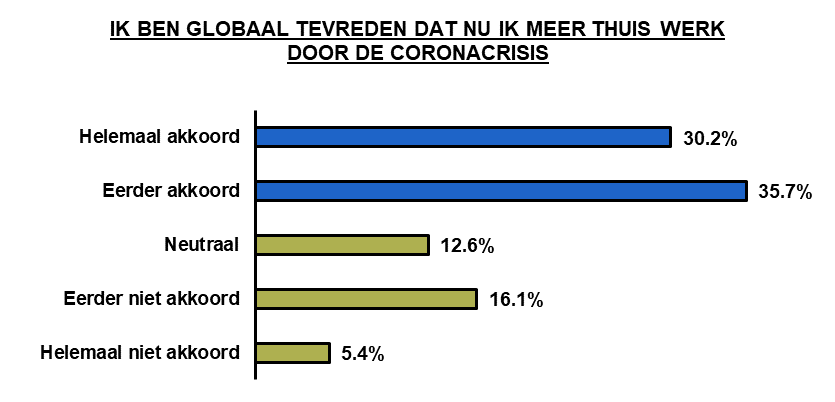 IK BEN GLOBAAL TEVREDEN DAT NU IK MEER THUIS WERK
DOOR DE CORONACRISIS
Helemaal akkoord 30.2%
Eerder akkoord 35.7%
Neutraal 12.6%
Eerder niet akkoord 16.1%
Helemaal niet akkoord 5.4%